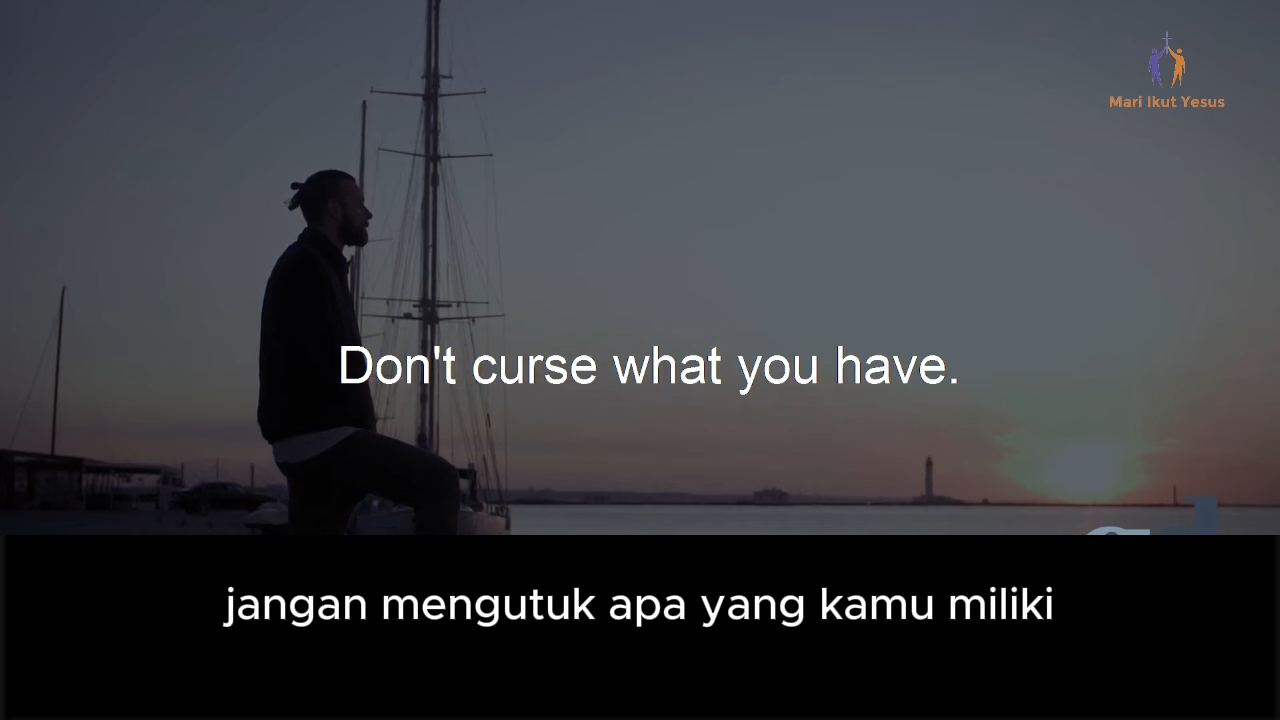 Mari Ikut Yesus
Don't curse what you have.
jangan mengutuk apa yang kamu miliki